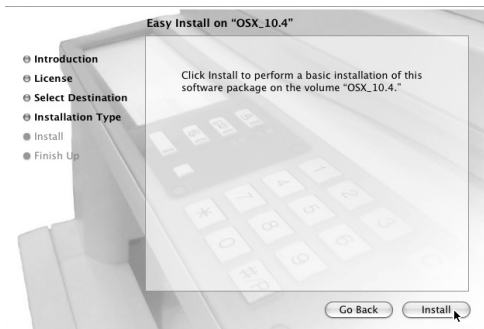 Easy Install on “OSX_10.4”
Introduction
License
Select Destination
Installation Type
Install
Finish Up
Click Install to perform a basic installation of this
software package on the volume “OSX_10.4.”
Go Back
Install